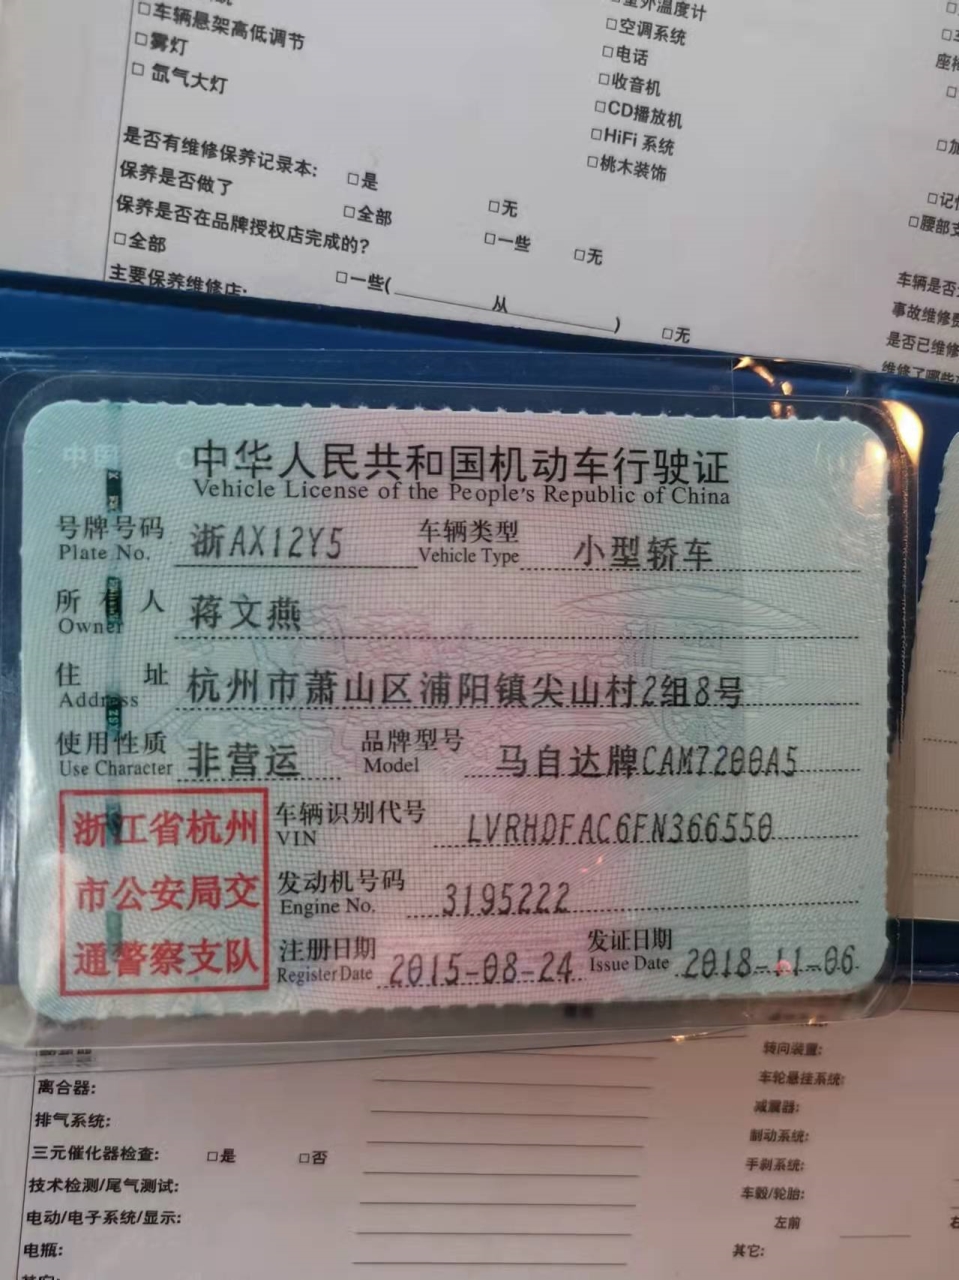 □车辆悬架高低调节
□雾灯
□ 氙气大灯
室外温度计
□空调系统
□电话
□收音机
□CD播放机
□HiFi 系统
□桃木装饰
是否有维修保养记录本: □是 □无
保养是否做了 □全部 □一些 □无
保养是否在品牌授权店完成的?
□全部 □一些( 从 ) □无
主要保养维修店:
□腰部支
车辆是否
事故维修费
是否已维修
维修了哪些
中华人民共和国机动车行驶证
Vehicle License of the People's Republic of China
号牌号码 浙AX12Y5 车辆类型 小型轿车
Plate No. Vehicle Type
所有人 蒋文燕
Owner
住址 杭州市萧山区浦阳镇尖山村2组8号
Address
使用性质 非营运 品牌型号 马自达牌CAM7200A5
Use Character Model
浙江省杭州
市公安局交
通警察支队
车辆识别代号 LVRHDFAC6FN366550
VIN
发动机号码 3195222
Engine No.
注册日期 2015-08-24 发证日期 2018-11-06
Register Date Issue Date
离合器:
排气系统:
三元催化器检查: □是 □否
技术检测/尾气测试:
电动/电子系统/显示:
电瓶:
其它:
转向装置:
车轮悬挂系统:
减震器:
制动系统:
手刹系统:
车毂/轮胎:
左前
其它: